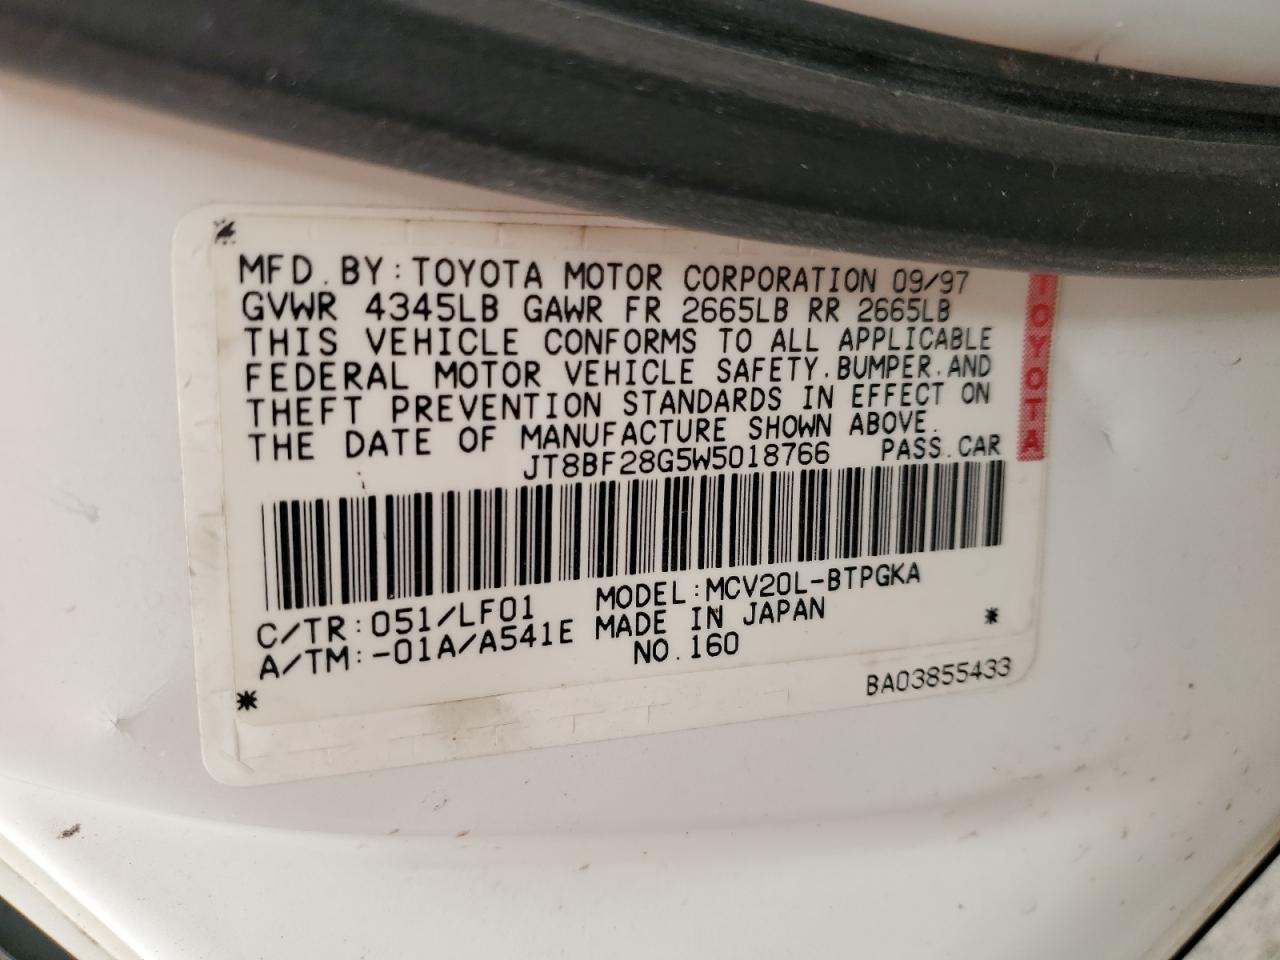 MFD. BY: TOYOTA MOTOR CORPORATION 09/97
GVWR 4345LB GAWR FR 2665LB RR 2665LB
THIS VEHICLE CONFORMS TO ALL APPLICABLE
FEDERAL MOTOR VEHICLE SAFETY, BUMPER, AND
THEFT PREVENTION STANDARDS IN EFFECT ON
THE DATE OF MANUFACTURE SHOWN ABOVE.
JT8BF28G5W5018766 PASS. CAR
C/TR: 051/LF01 MODEL: MCV20L-BTPGKA
A/TM: -01A/A541E MADE IN JAPAN
NO. 160
BA03855433
TOYOTA